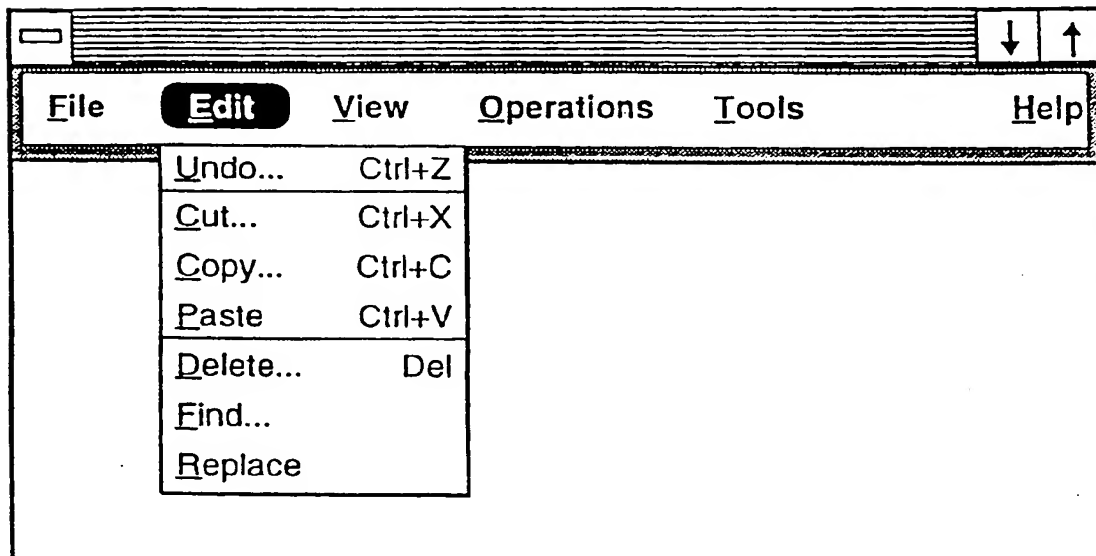 File Edit View Operations Tools Help
Undo... Ctrl+Z
Cut... Ctrl+X
Copy... Ctrl+C
Paste Ctrl+V
Delete... Del
Find...
Replace